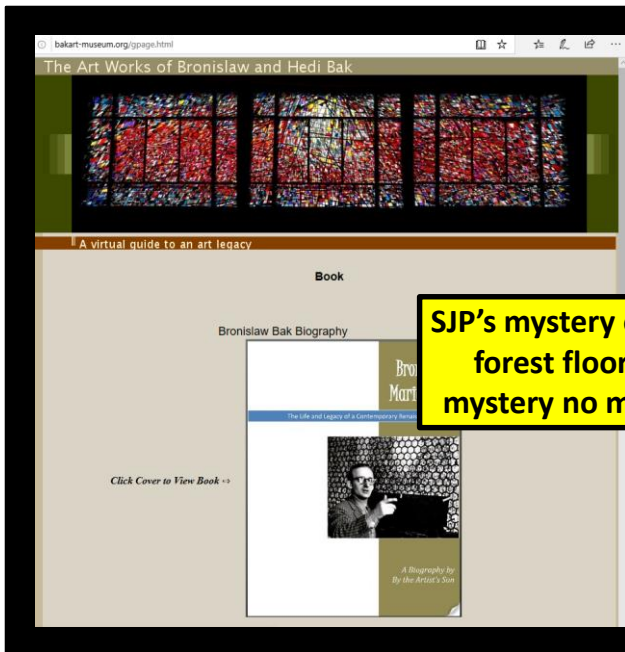 bakart-museum.org/gpage.html
The Art Works of Bronislaw and Hedi Bak
A virtual guide to an art legacy
Book
Bronislaw Bak Biography
SJP's mystery
forest floor
mystery no
The Life and Legacy of a Contemporary
Click Cover to View Book
A Biography by
By the Artist's Son